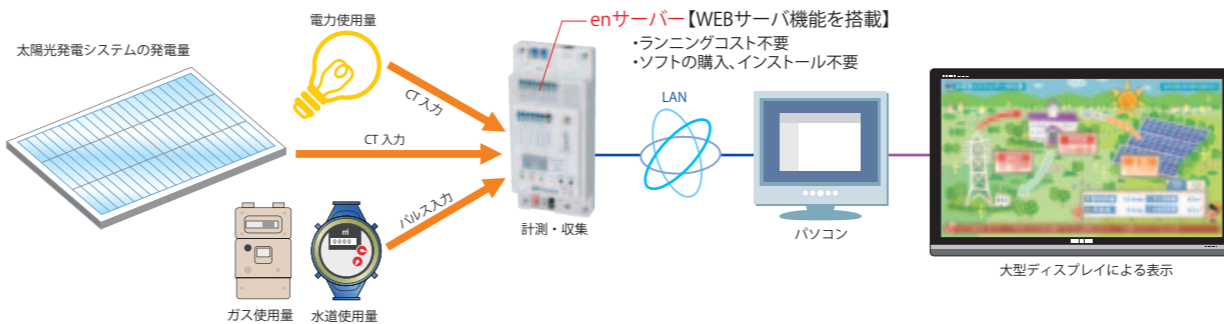 太陽光発電システムの発電量
電力使用量
enサーバー【WEBサーバ機能を搭載】
・ランニングコスト不要
・ソフトの購入、インストール不要
CT 入力
CT 入力
パルス入力
LAN
計測・収集
パソコン
大型ディスプレイによる表示
㎥
0000
ガス使用量
水道使用量